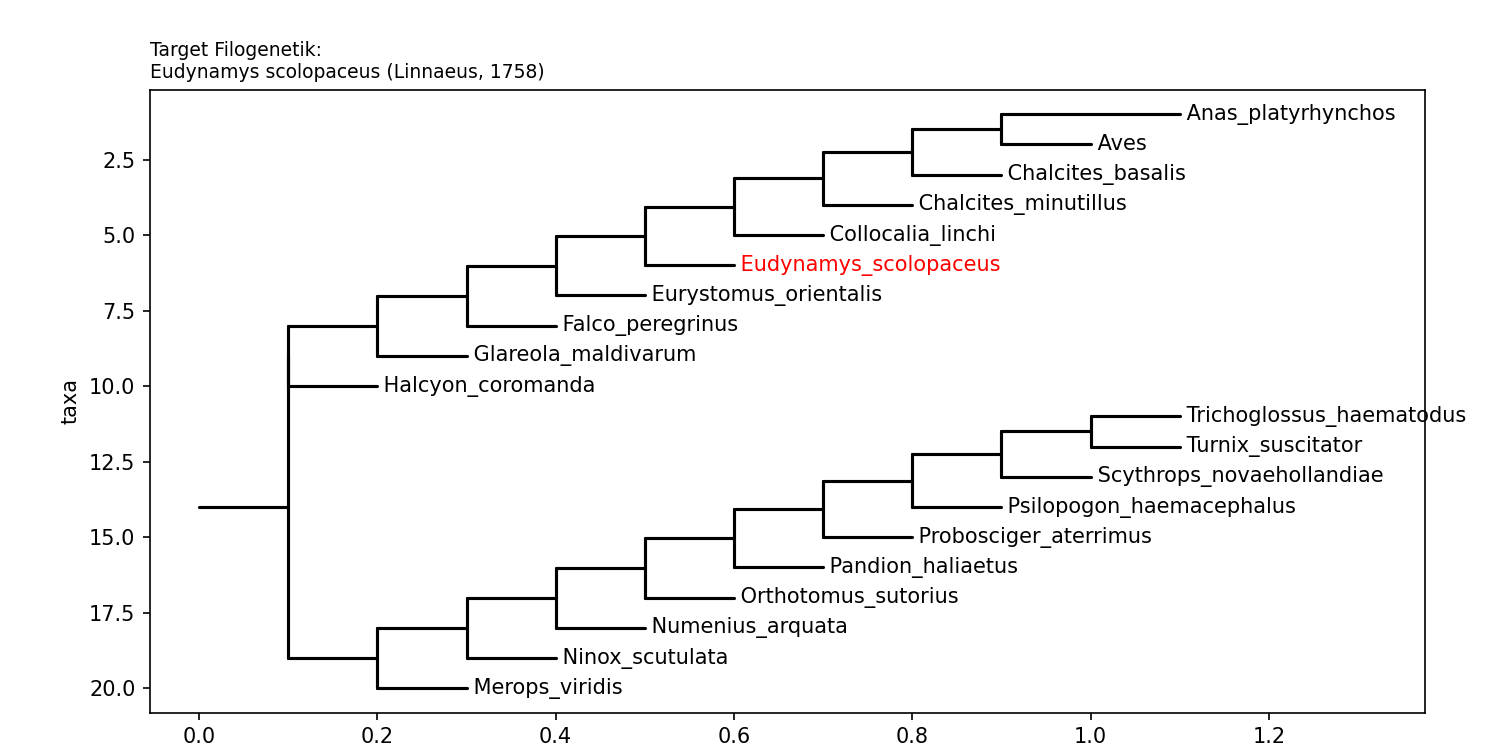 Target Filogenetik:
Eudynamys scolopaceus (Linnaeus, 1758)
Anas_platyrhynchos
Aves
2.5
Chalcites_basalis
Chalcites_minutillus
5.0
Collocalia_linchi
Eudynamys_scolopaceus
Eurystomus_orientalis
7.5
Falco_peregrinus
Glareola_maldivarum
10.0
Halcyon_coromanda
taxa
Trichoglossus_haematodus
Turnix_suscitator
12.5
Scythrops_novaehollandiae
Psilopogon_haemacephalus
15.0
Probosciger_aterrimus
Pandion_haliaetus
Orthotomus_sutorius
17.5
Numenius_arquata
Ninox_scutulata
20.0
Merops_viridis
0.0 0.2 0.4 0.6 0.8 1.0 1.2